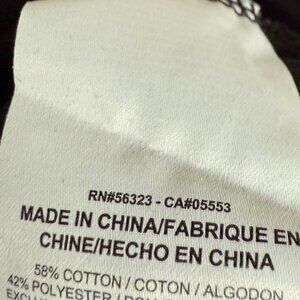 RN#56323 - CA#05553
MADE IN CHINA/FABRIQUE EN
CHINE/HECHO EN CHINA
58% COTTON / COTON / ALGODON
42% POLYESTER /